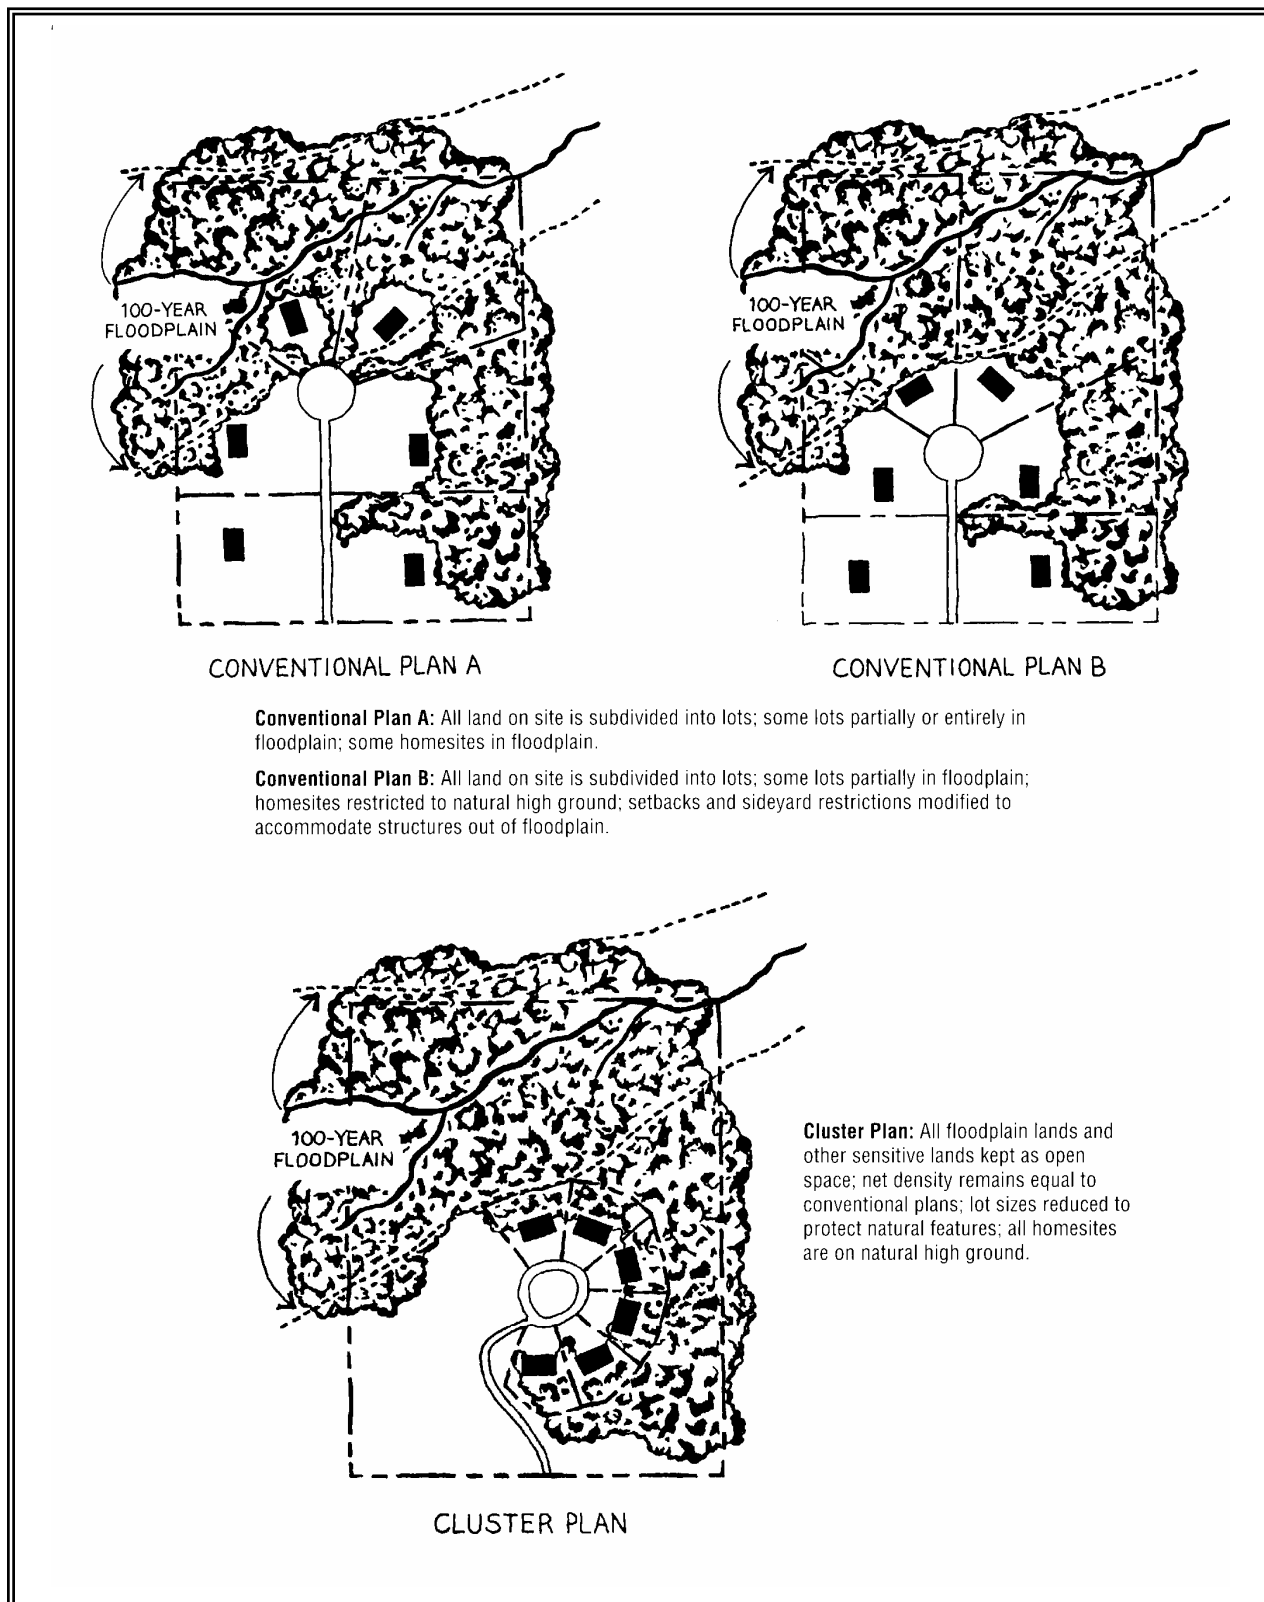 100-YEAR
FLOODPLAIN
100-YEAR
FLOODPLAIN
CONVENTIONAL PLAN A
CONVENTIONAL PLAN B
Conventional Plan A: All land on site is subdivided into lots; some lots partially or entirely in
floodplain; some homesites in floodplain.
Conventional Plan B: All land on site is subdivided into lots; some lots partially in floodplain;
homesites restricted to natural high ground; setbacks and sideyard restrictions modified to
accommodate structures out of floodplain.
100-YEAR
FLOODPLAIN
Cluster Plan: All floodplain lands and
other sensitive lands kept as open
space; net density remains equal to
conventional plans; lot sizes reduced to
protect natural features; all homesites
are on natural high ground.
CLUSTER PLAN